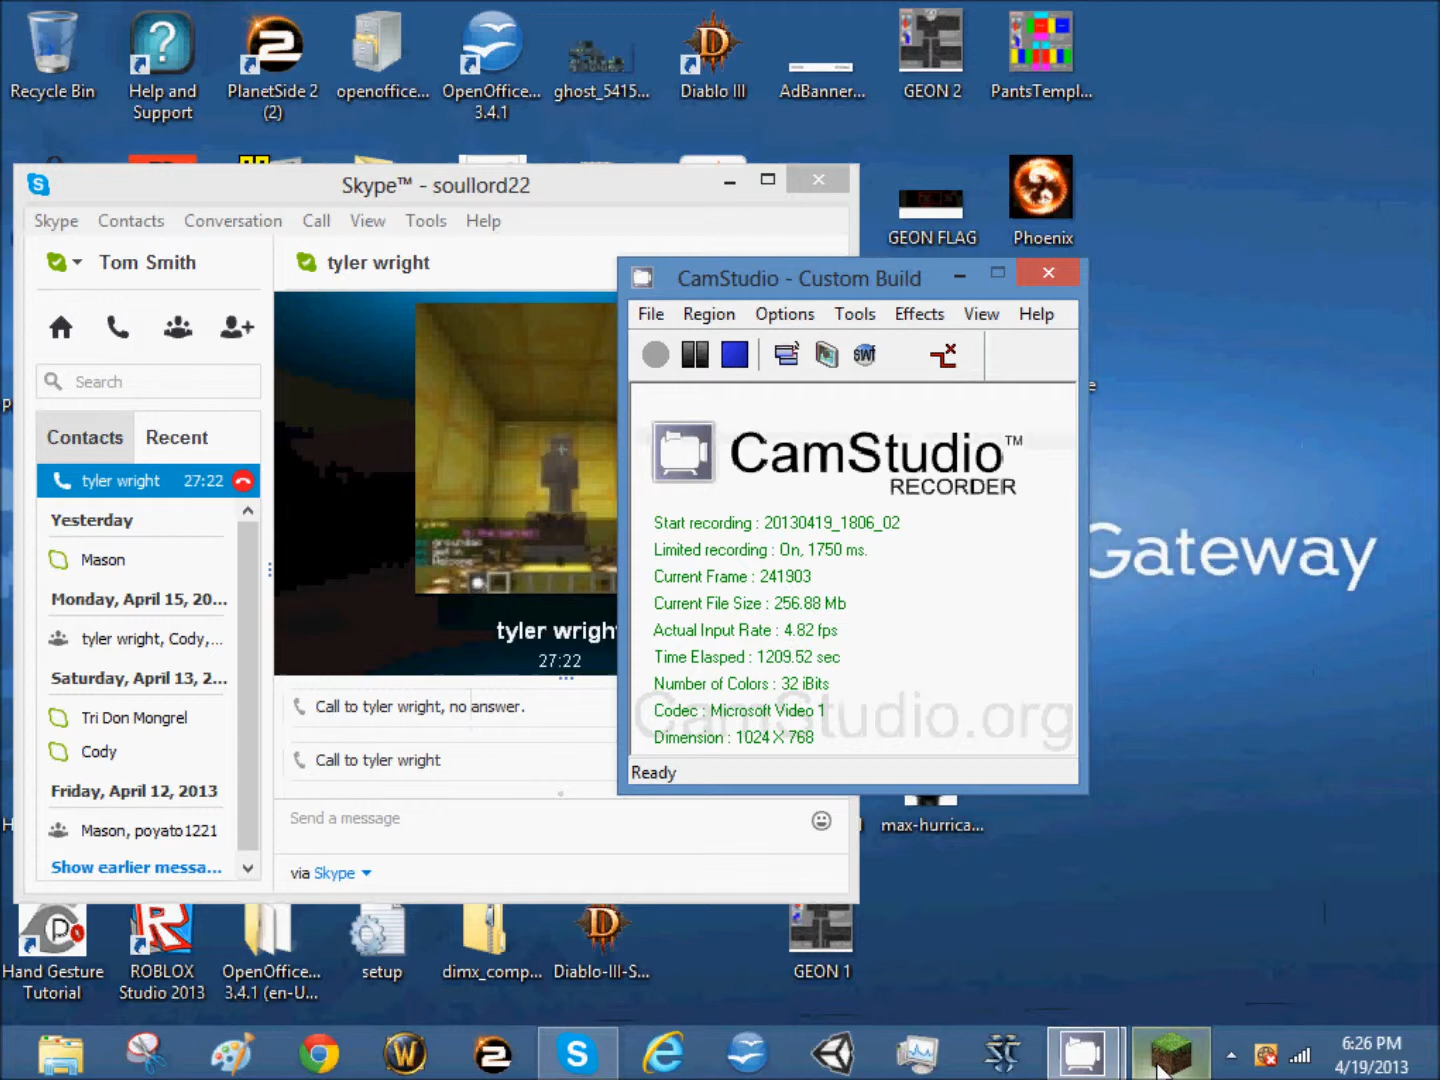 Recycle Bin
Help and
Support
PlanetSide 2
(2)
openoffice...
OpenOffice...
3.4.1
ghost_5415...
Diablo III
AdBanner...
GEON 2
PantsTempl...
GEON FLAG
Phoenix
Skype™ - soullord22
Skype Contacts Conversation Call View Tools Help
Tom Smith
tyler wright
Search
Contacts Recent
tyler wright 27:22
Yesterday
Mason
Monday, April 15, 20...
tyler wright, Cody,...
Saturday, April 13, 2...
Tri Don Mongrel
Cody
Friday, April 12, 2013
Mason, poyato1221
Show earlier messa...
tyler wright
27:22
Call to tyler wright, no answer.
Call to tyler wright
Send a message
via Skype
CamStudio - Custom Build
File Region Options Tools Effects View Help
swf
CamStudio™
RECORDER
Start recording : 20130419_1806_02
Limited recording : On, 1750 ms.
Current Frame : 241903
Current File Size : 256.88 Mb
Actual Input Rate : 4.82 fps
Time Elasped : 1209.52 sec
Number of Colors : 32 iBits
Codec : Microsoft Video 1
Dimension : 1024 X 768
CamStudio.org
Ready
Gateway
max-hurrica...
Hand Gesture
Tutorial
ROBLOX
Studio 2013
OpenOffice...
3.4.1 (en-U...
setup
dimx_comp...
Diablo-III-S...
GEON 1
6:26 PM
4/19/2013